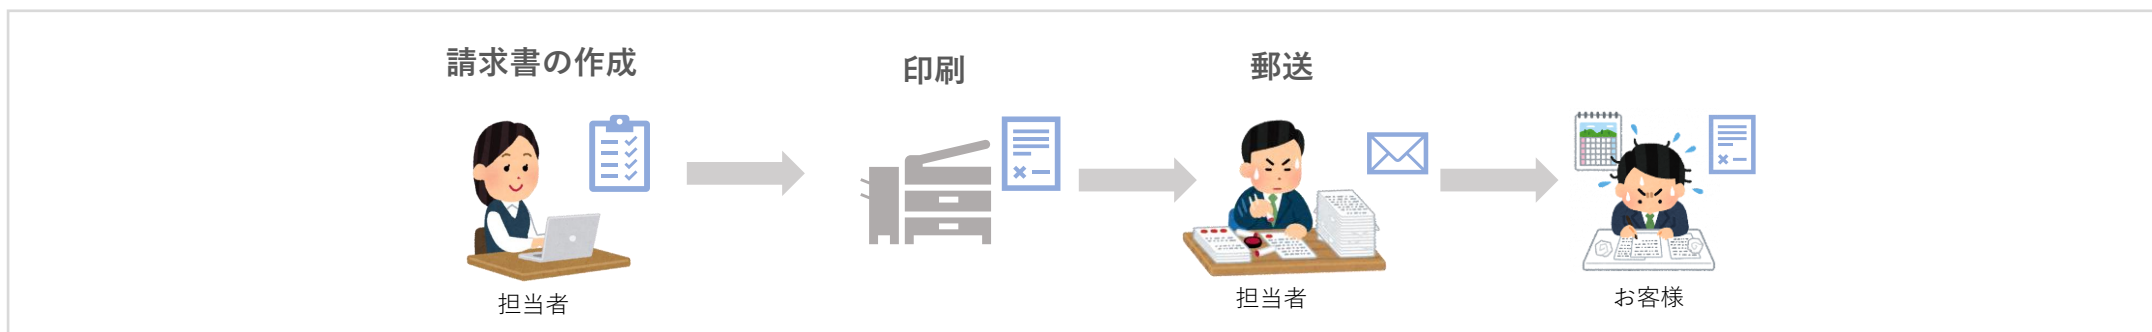 請求書の作成
印刷
郵送
担当者
担当者
お客様